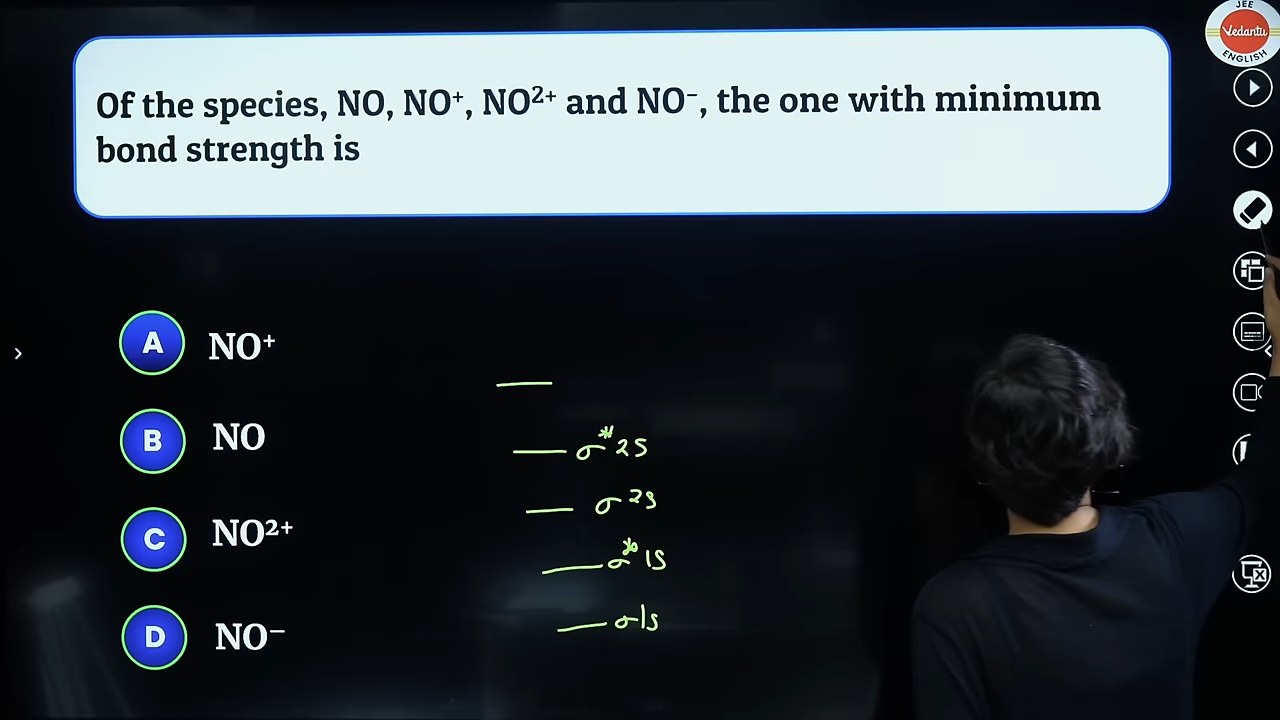 JEE
Vedantu
ENGLISH
Of the species, NO, NO⁺, NO²⁺ and NO⁻, the one with minimum
bond strength is
A NO⁺
B NO
C NO²⁺
D NO⁻
σ* 2s
σ 2s
σ* 1s
σ1s